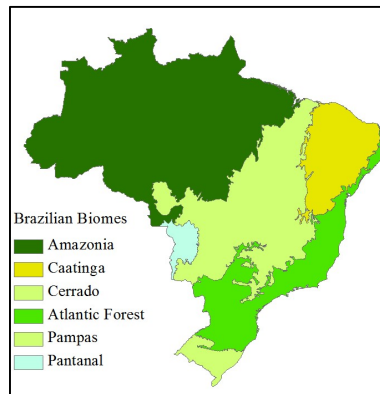 Brazilian Biomes
Amazonia
Caatinga
Cerrado
Atlantic Forest
Pampas
Pantanal